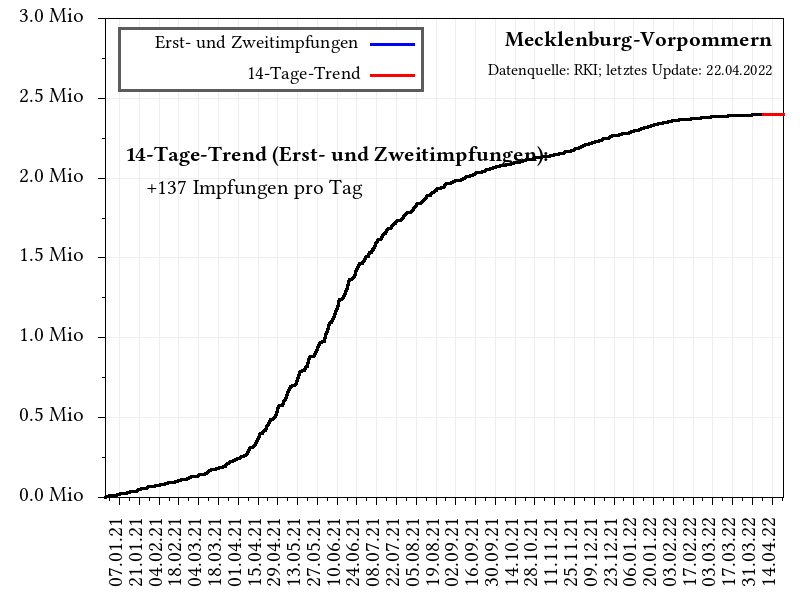 3.0 Mio
Erst- und Zweitimpfungen
14-Tage-Trend
Mecklenburg-Vorpommern
Datenquelle: RKI; letztes Update: 22.04.2022
2.5 Mio
14-Tage-Trend (Erst- und Zweitimpfungen):
+137 Impfungen pro Tag
2.0 Mio
1.5 Mio
1.0 Mio
0.5 Mio
0.0 Mio
07.01.21
21.01.21
04.02.21
18.02.21
04.03.21
18.03.21
01.04.21
15.04.21
29.04.21
13.05.21
27.05.21
10.06.21
24.06.21
08.07.21
22.07.21
05.08.21
19.08.21
02.09.21
16.09.21
30.09.21
14.10.21
28.10.21
11.11.21
25.11.21
09.12.21
23.12.21
06.01.22
20.01.22
03.02.22
17.02.22
03.03.22
17.03.22
31.03.22
14.04.22